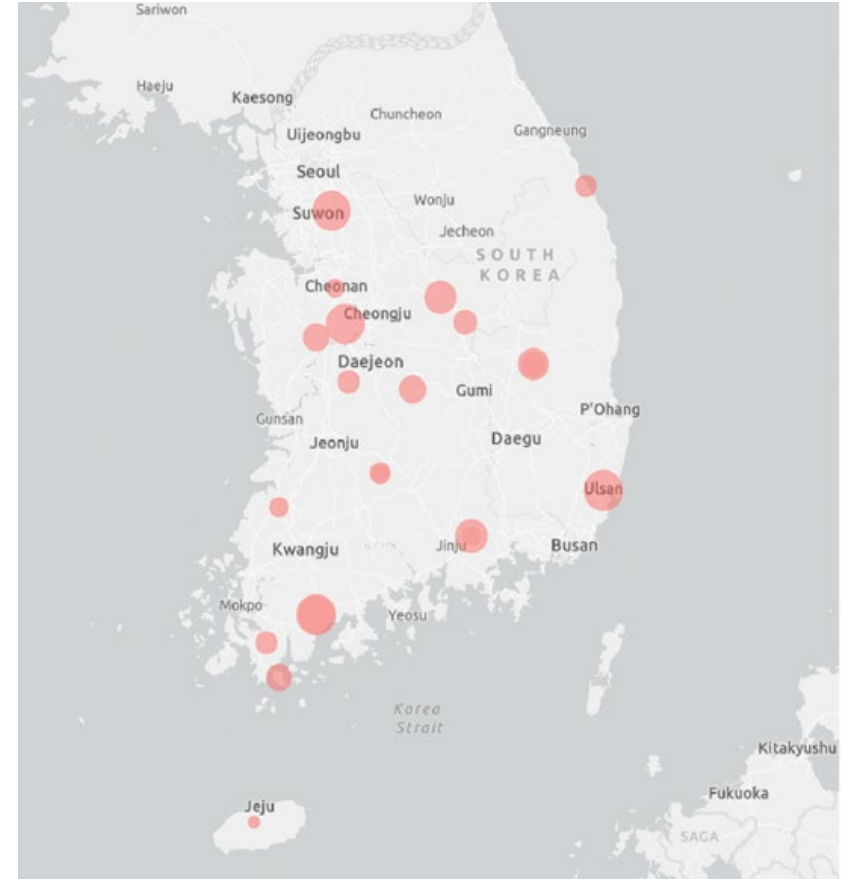 Sariwon
Haeju
Kaesong
Chuncheon
Uijeongbu
Gangneung
Seoul
Wonju
Suwon
Jecheon
SOUTH
KOREA
Cheonan
Cheongju
Daejeon
Gumi
P'Ohang
Gunsan
Jeonju
Daegu
Ulsan
Kwangju
Jinju
Busan
Mokpo
Yeosu
Korea
Strait
Kitakyushu
Jeju
Fukuoka
SAGA